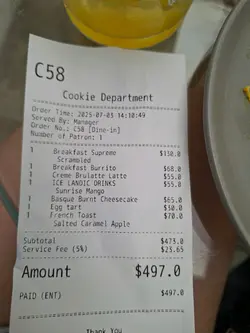 C58
Cookie Department
Order Time: 2025-07-03 14:10:49
Served By: Manager
Order No.: C58 [Dine-in]
Number of Patron: 1
1 Breakfast Supreme $130.0
Scrambled
1 Breakfast Burrito $68.0
1 Creme Brulatte Latte $55.0
1 ICE LANDIC DRINKS $55.0
Sunrise Mango
1 Basque Burnt Cheesecake $65.0
1 Egg tart $30.0
1 French Toast $70.0
Salted Caramel Apple
Subtotal $473.0
Service Fee (5%) $23.65
Amount $497.0
PAID (ENT) $497.0
Thank You